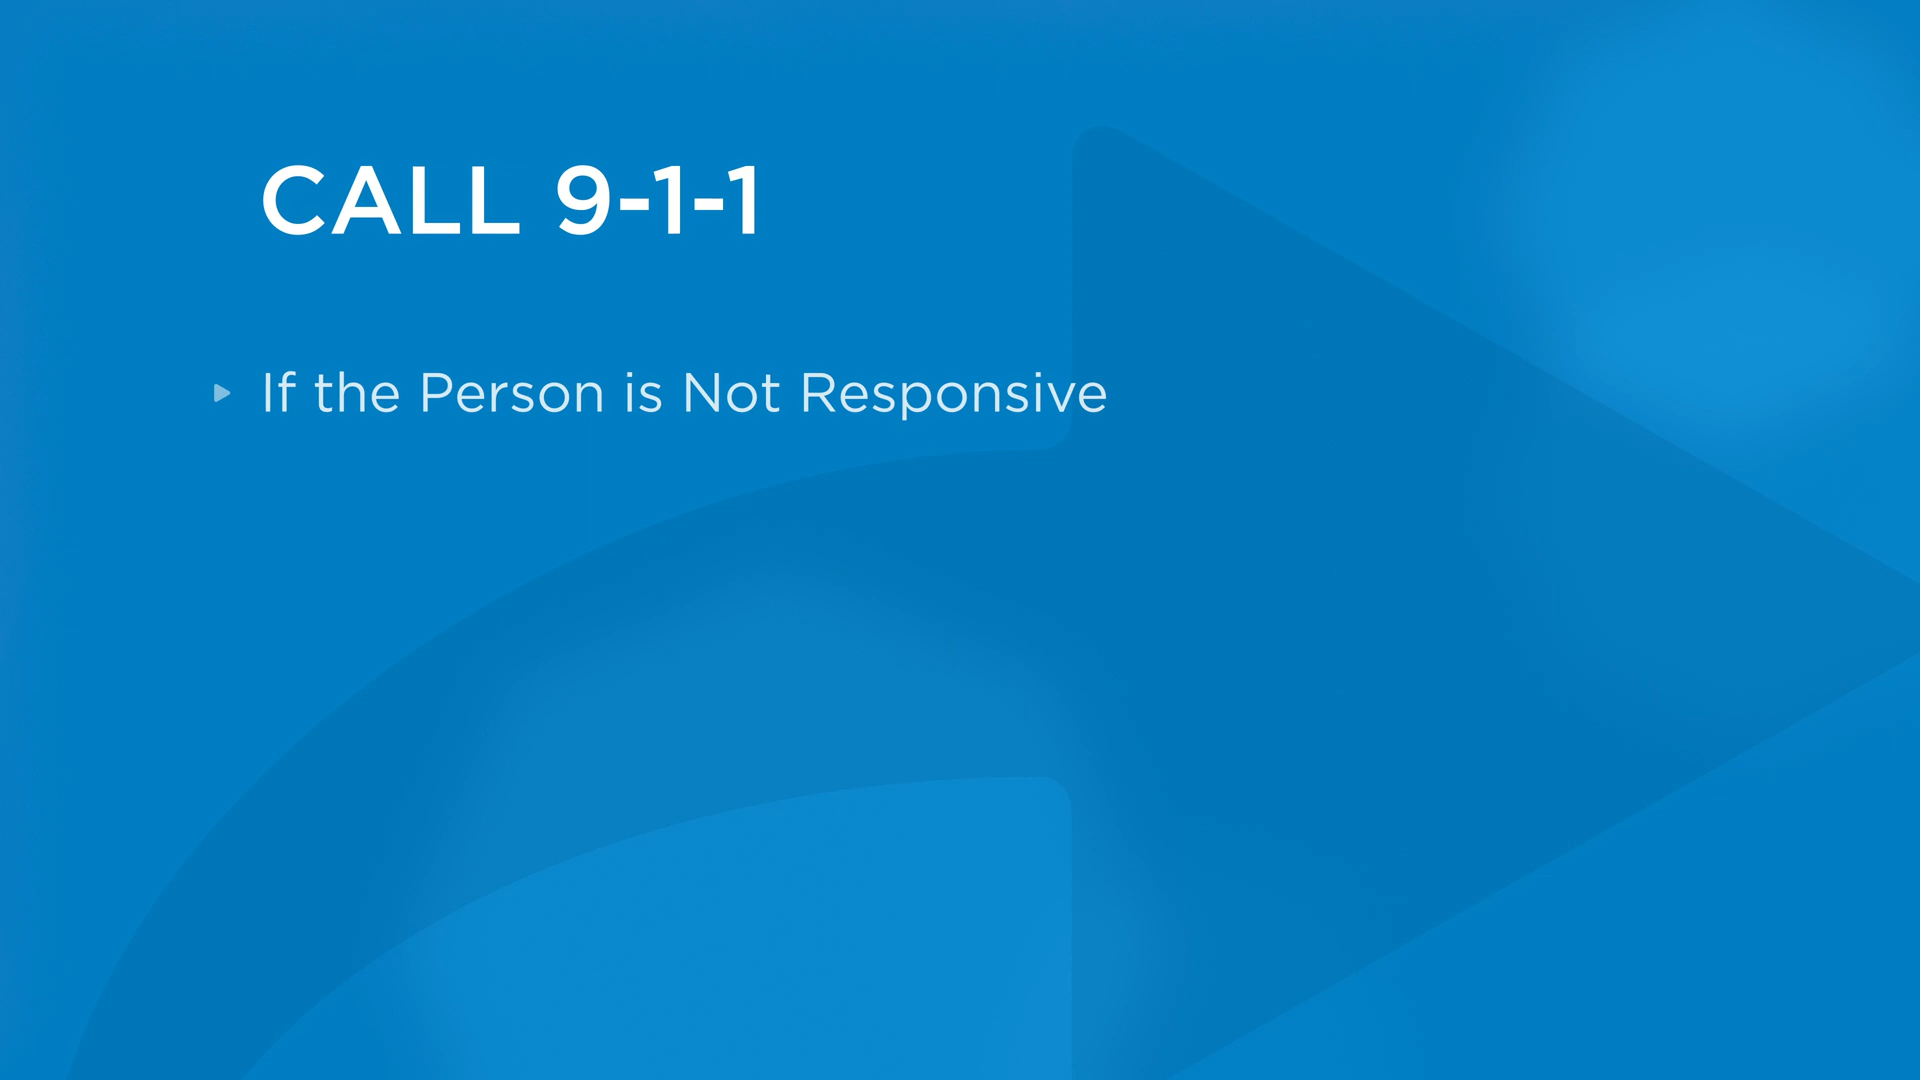 CALL 9-1-1
If the Person is Not Responsive